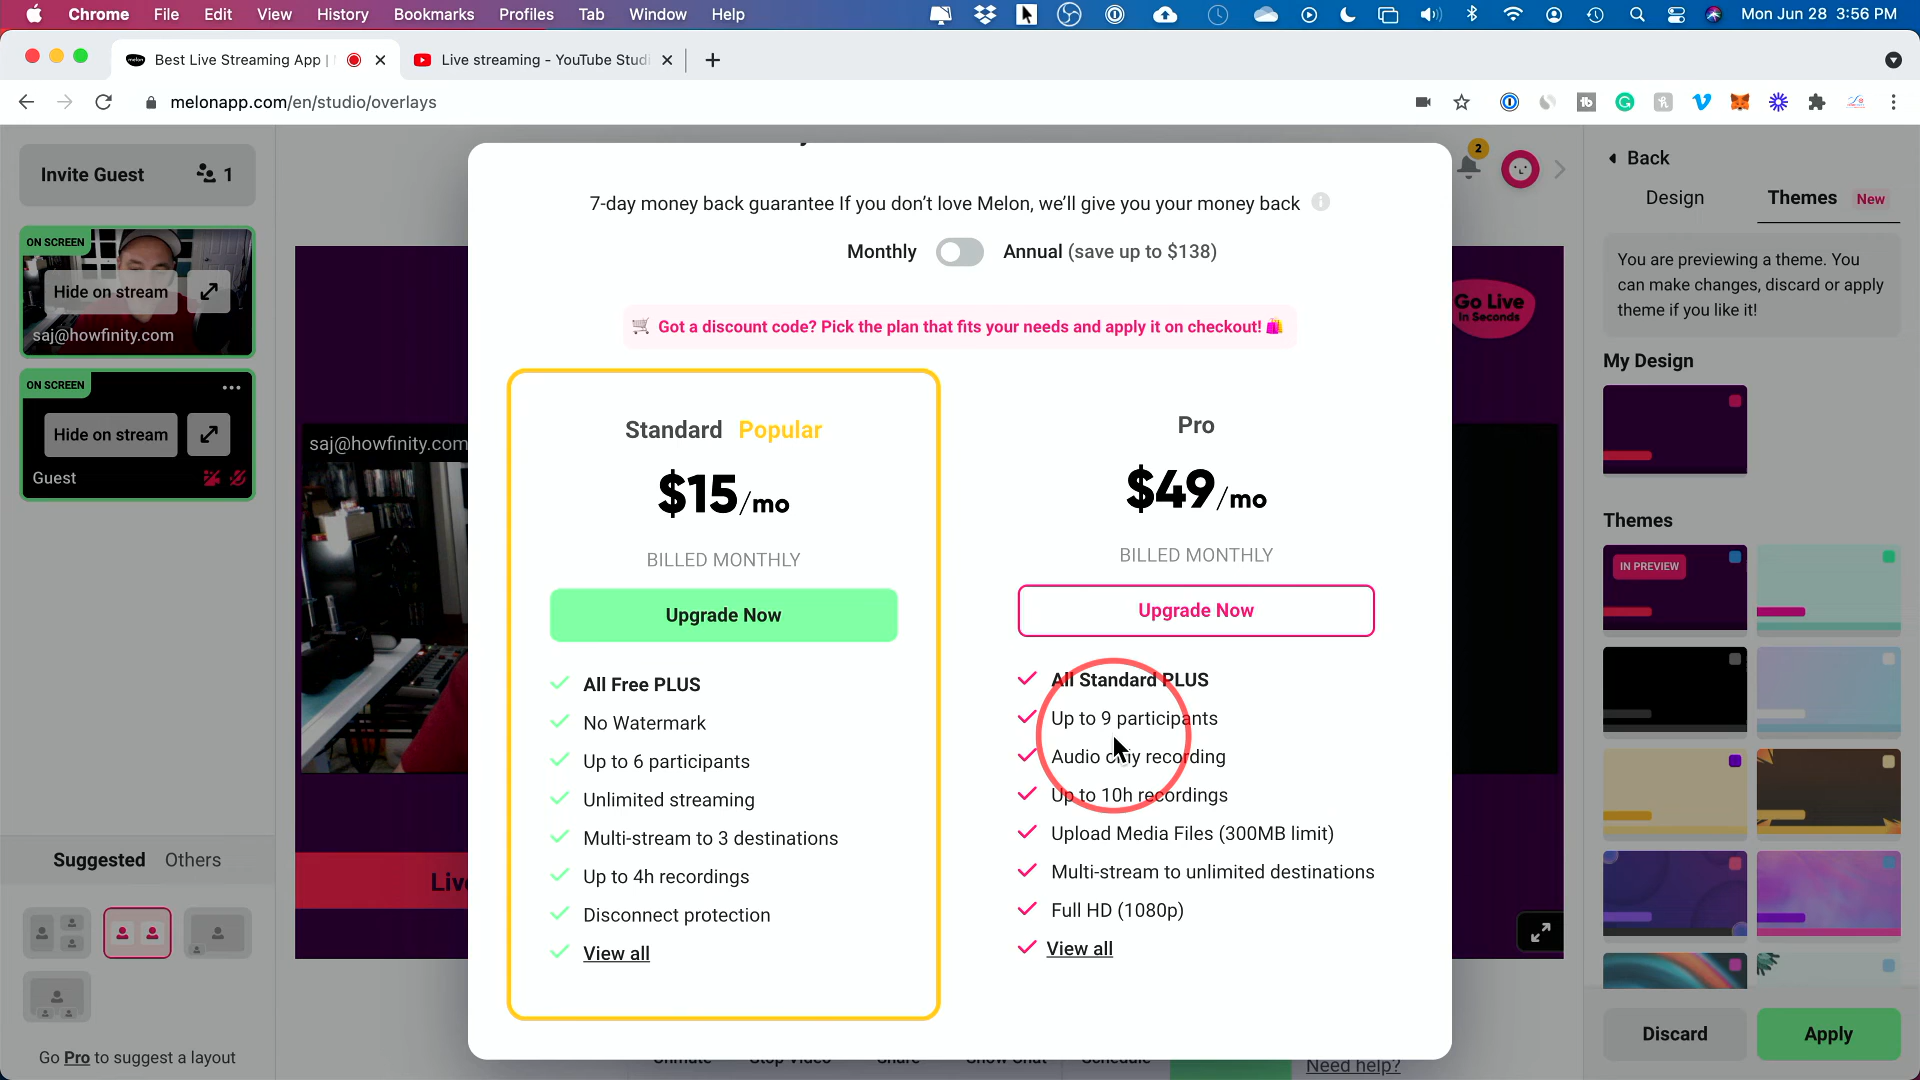 Chrome File Edit View History Bookmarks Profiles Tab Window Help
Mon Jun 28 3:56 PM
Best Live Streaming App |
Live streaming - YouTube Studi
melonapp.com/en/studio/overlays
Invite Guest 1
ON SCREEN
Hide on stream
saj@howfinity.com
ON SCREEN
Hide on stream
Guest
Suggested Others
Go Pro to suggest a layout
saj@howfinity.com
Liv
7-day money back guarantee If you don't love Melon, we'll give you your money back
Monthly Annual (save up to $138)
Got a discount code? Pick the plan that fits your needs and apply it on checkout!
Standard Popular
$15/mo
BILLED MONTHLY
Upgrade Now
All Free PLUS
No Watermark
Up to 6 participants
Unlimited streaming
Multi-stream to 3 destinations
Up to 4h recordings
Disconnect protection
View all
Pro
$49/mo
BILLED MONTHLY
Upgrade Now
All Standard PLUS
Up to 9 participants
Audio only recording
Up to 10h recordings
Upload Media Files (300MB limit)
Multi-stream to unlimited destinations
Full HD (1080p)
View all
Need help?
2
Go Live
In Seconds
Back
Design Themes New
You are previewing a theme. You
can make changes, discard or apply
theme if you like it!
My Design
Themes
IN PREVIEW
Discard Apply